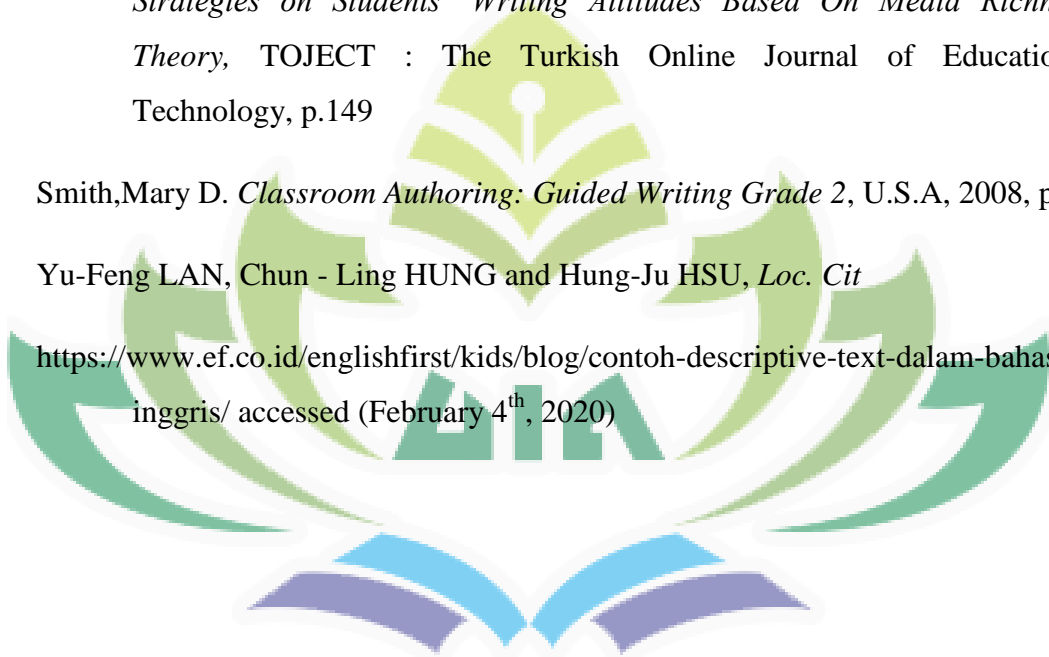 Strategies on Students' Writing Attitudes Based On Media Richn
Theory, TOJECT : The Turkish Online Journal of Educatio
Technology, p.149
Smith,Mary D. Classroom Authoring: Guided Writing Grade 2, U.S.A, 2008, p
Yu-Feng LAN, Chun - Ling HUNG and Hung-Ju HSU, Loc. Cit
https://www.ef.co.id/englishfirst/kids/blog/contoh-descriptive-text-dalam-bahas
inggris/ accessed (February 4th, 2020)